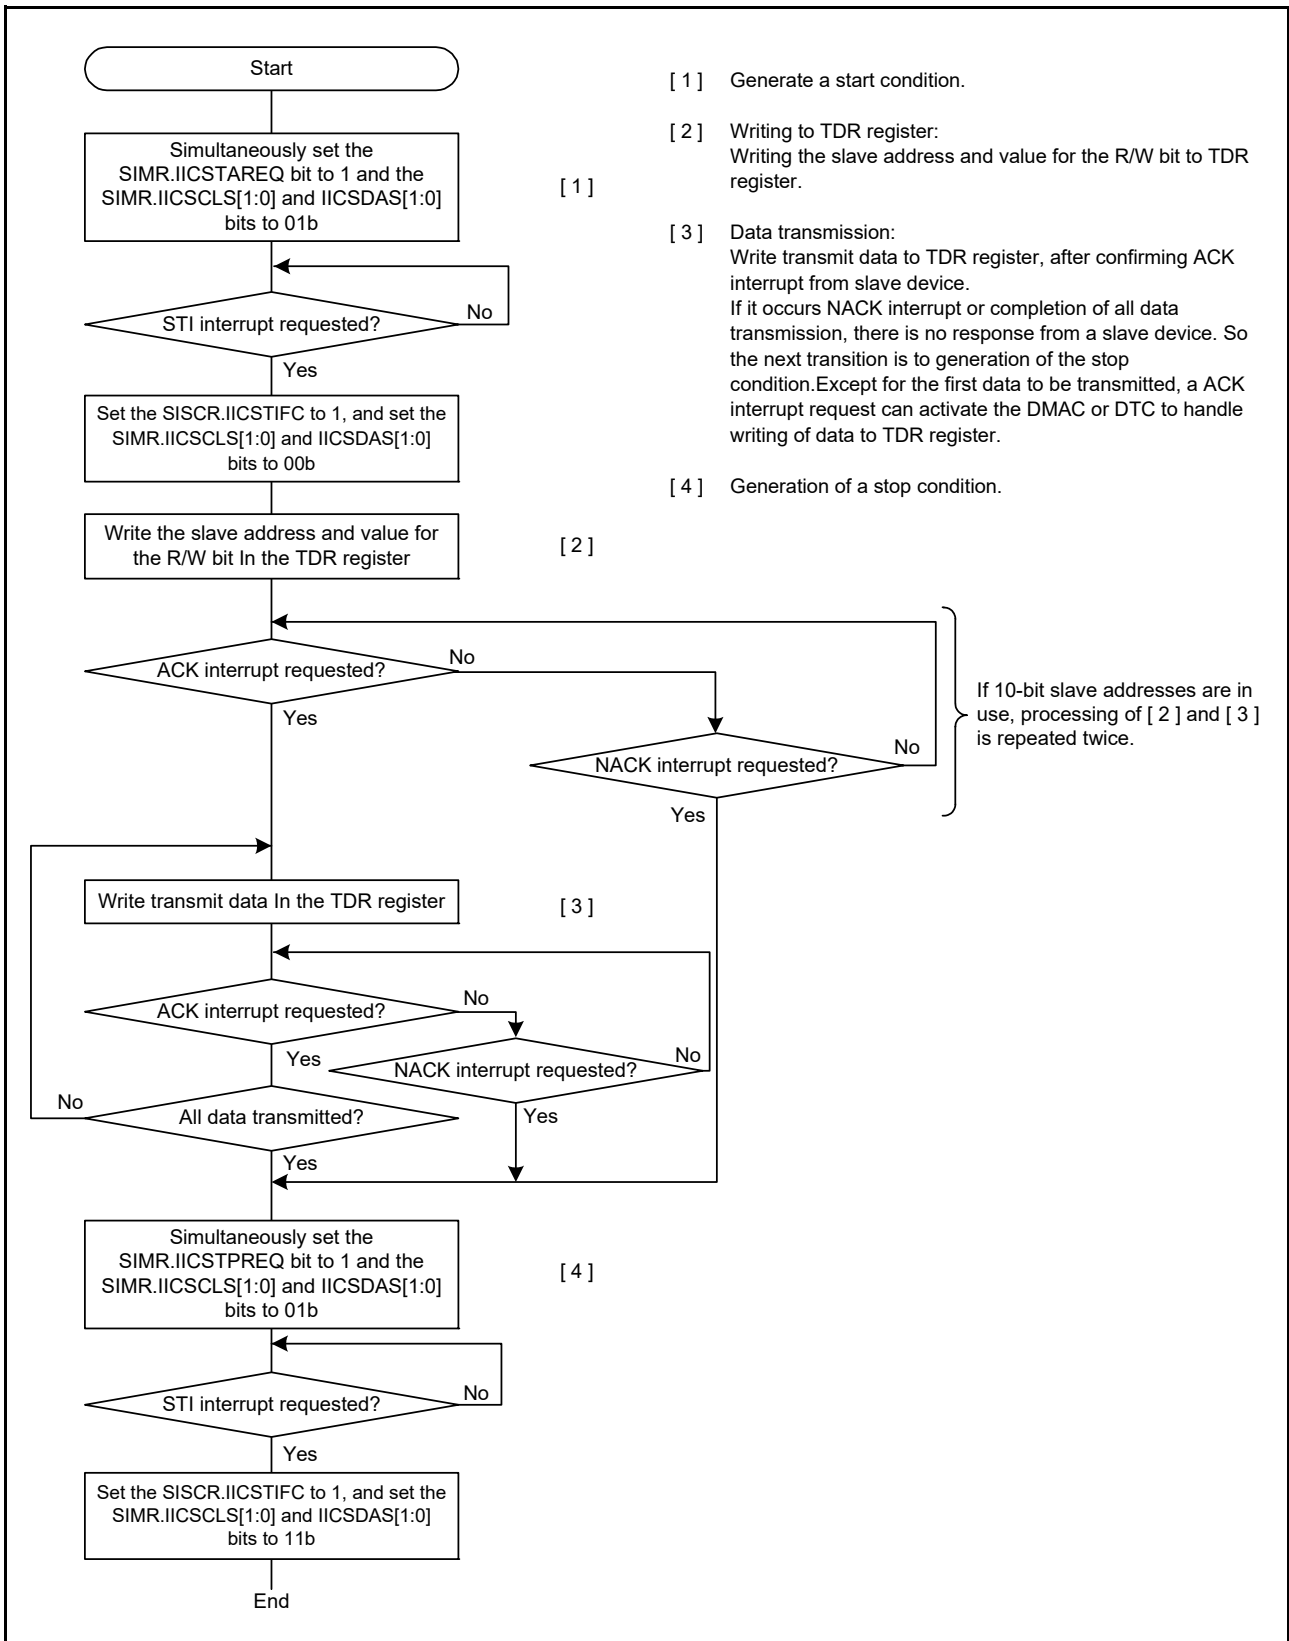 Start
Simultaneously set the
SIMR.IICSTAREQ bit to 1 and the
SIMR.IICSCLS[1:0] and IICSDAS[1:0]
bits to 01b
[ 1 ]
STI interrupt requested?
No
Yes
Set the SISCR.IICSTIFC to 1, and set the
SIMR.IICSCLS[1:0] and IICSDAS[1:0]
bits to 00b
Write the slave address and value for
the R/W bit In the TDR register
[ 2 ]
ACK interrupt requested?
No
Yes
NACK interrupt requested?
No
Yes
If 10-bit slave addresses are in
use, processing of [ 2 ] and [ 3 ]
is repeated twice.
Write transmit data In the TDR register
[ 3 ]
ACK interrupt requested?
No
Yes
NACK interrupt requested?
No
Yes
All data transmitted?
No
Yes
Simultaneously set the
SIMR.IICSTPREQ bit to 1 and the
SIMR.IICSCLS[1:0] and IICSDAS[1:0]
bits to 01b
[ 4 ]
STI interrupt requested?
No
Yes
Set the SISCR.IICSTIFC to 1, and set the
SIMR.IICSCLS[1:0] and IICSDAS[1:0]
bits to 11b
End
[ 1 ] Generate a start condition.
[ 2 ] Writing to TDR register:
Writing the slave address and value for the R/W bit to TDR
register.
[ 3 ] Data transmission:
Write transmit data to TDR register, after confirming ACK
interrupt from slave device.
If it occurs NACK interrupt or completion of all data
transmission, there is no response from a slave device. So
the next transition is to generation of the stop
condition.Except for the first data to be transmitted, a ACK
interrupt request can activate the DMAC or DTC to handle
writing of data to TDR register.
[ 4 ] Generation of a stop condition.